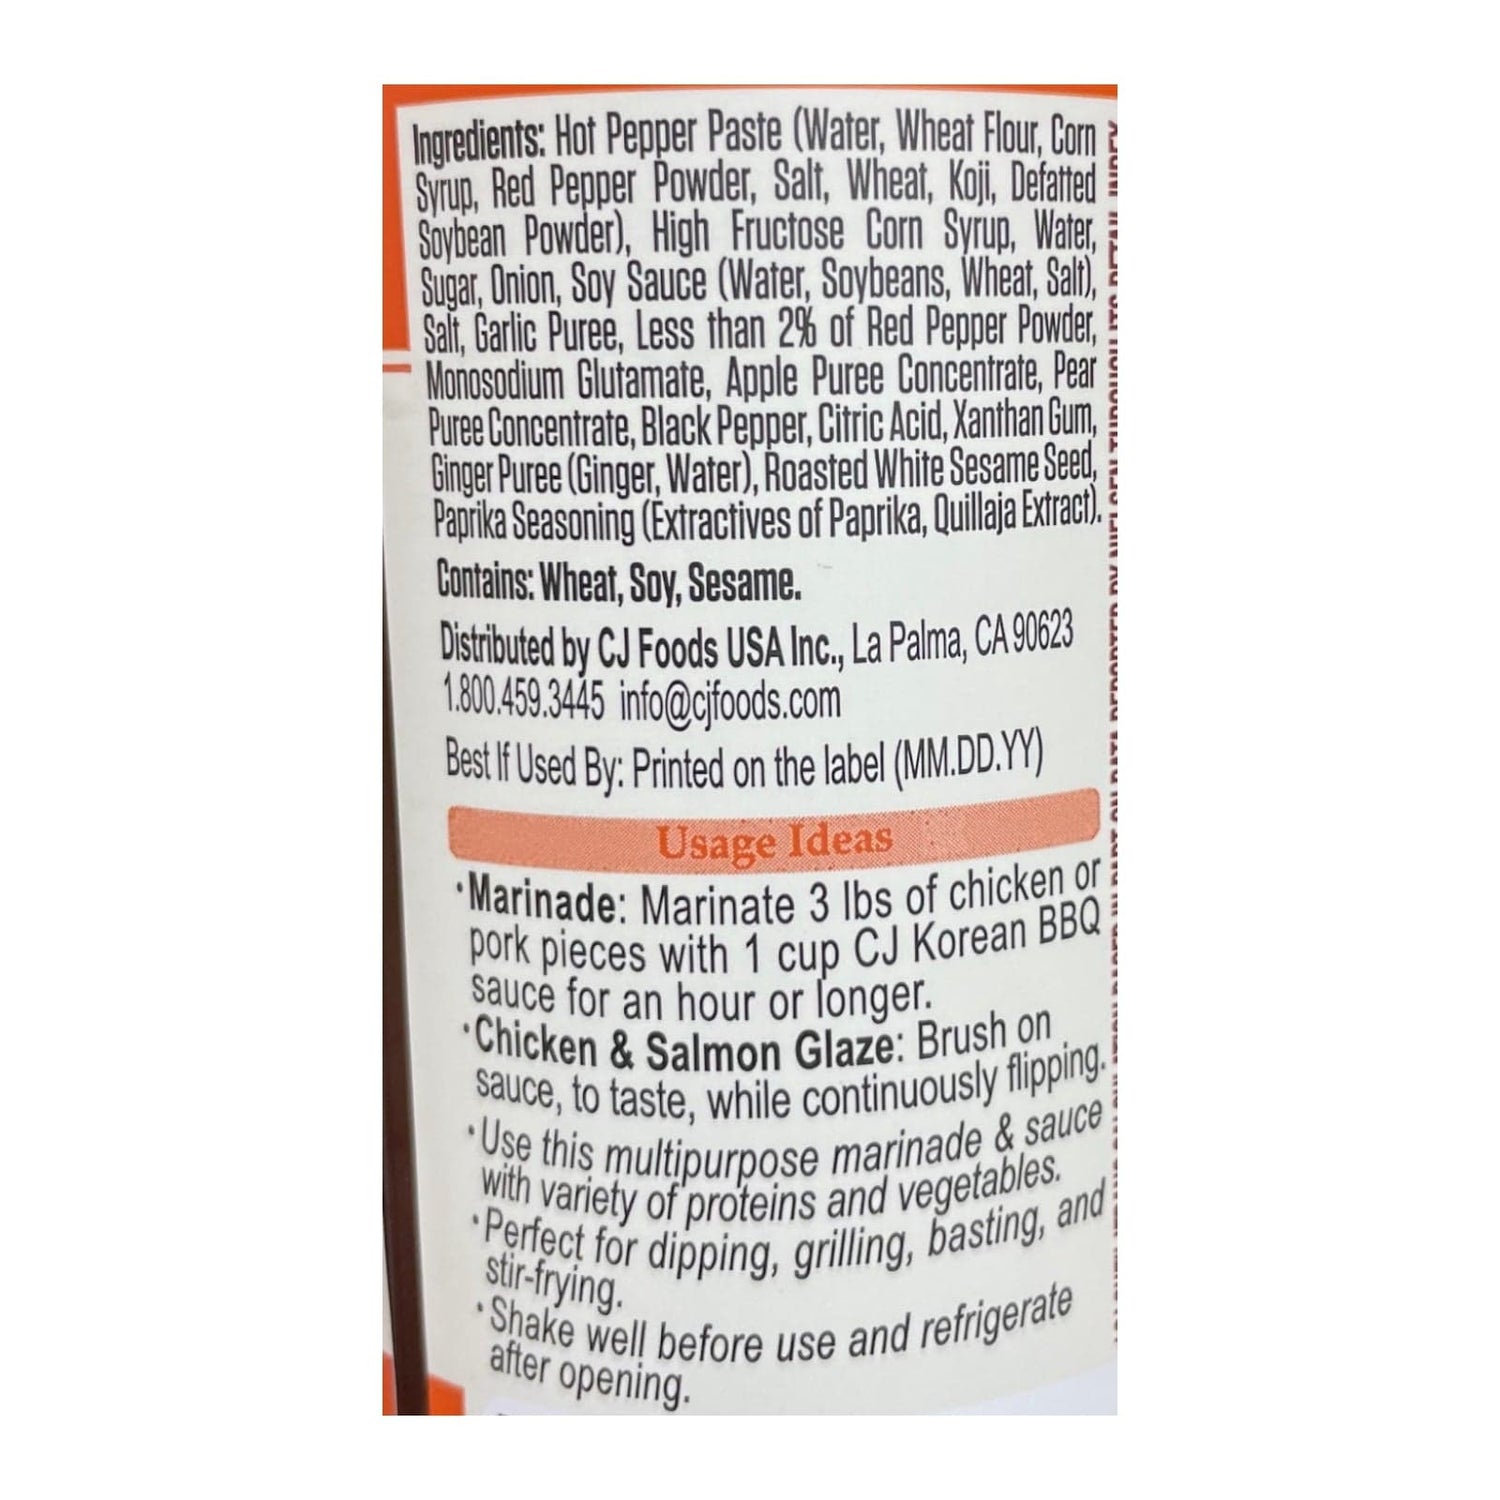 Ingredients: Hot Pepper Paste (Water, Wheat Flour, Corn
Syrup, Red Pepper Powder, Salt, Wheat, Koji, Defatted
Soybean Powder), High Fructose Corn Syrup, Water,
Sugar, Onion, Soy Sauce (Water, Soybeans, Wheat, Salt),
Salt, Garlic Puree, Less than 2% of Red Pepper Powder,
Monosodium Glutamate, Apple Puree Concentrate, Pear
Puree Concentrate, Black Pepper, Citric Acid, Xanthan Gum,
Ginger Puree (Ginger, Water), Roasted White Sesame Seed,
Paprika Seasoning (Extractives of Paprika, Quillaja Extract).
Contains: Wheat, Soy, Sesame.
Distributed by CJ Foods USA Inc., La Palma, CA 90623
1.800.459.3445 info@cjfoods.com
Best If Used By: Printed on the label (MM.DD.YY)
Usage Ideas
•Marinade: Marinate 3 lbs of chicken or
pork pieces with 1 cup CJ Korean BBQ
sauce for an hour or longer.
•Chicken & Salmon Glaze: Brush on
sauce, to taste, while continuously flipping.
•Use this multipurpose marinade & sauce
with variety of proteins and vegetables.
•Perfect for dipping, grilling, basting, and
stir-frying.
•Shake well before use and refrigerate
after opening.